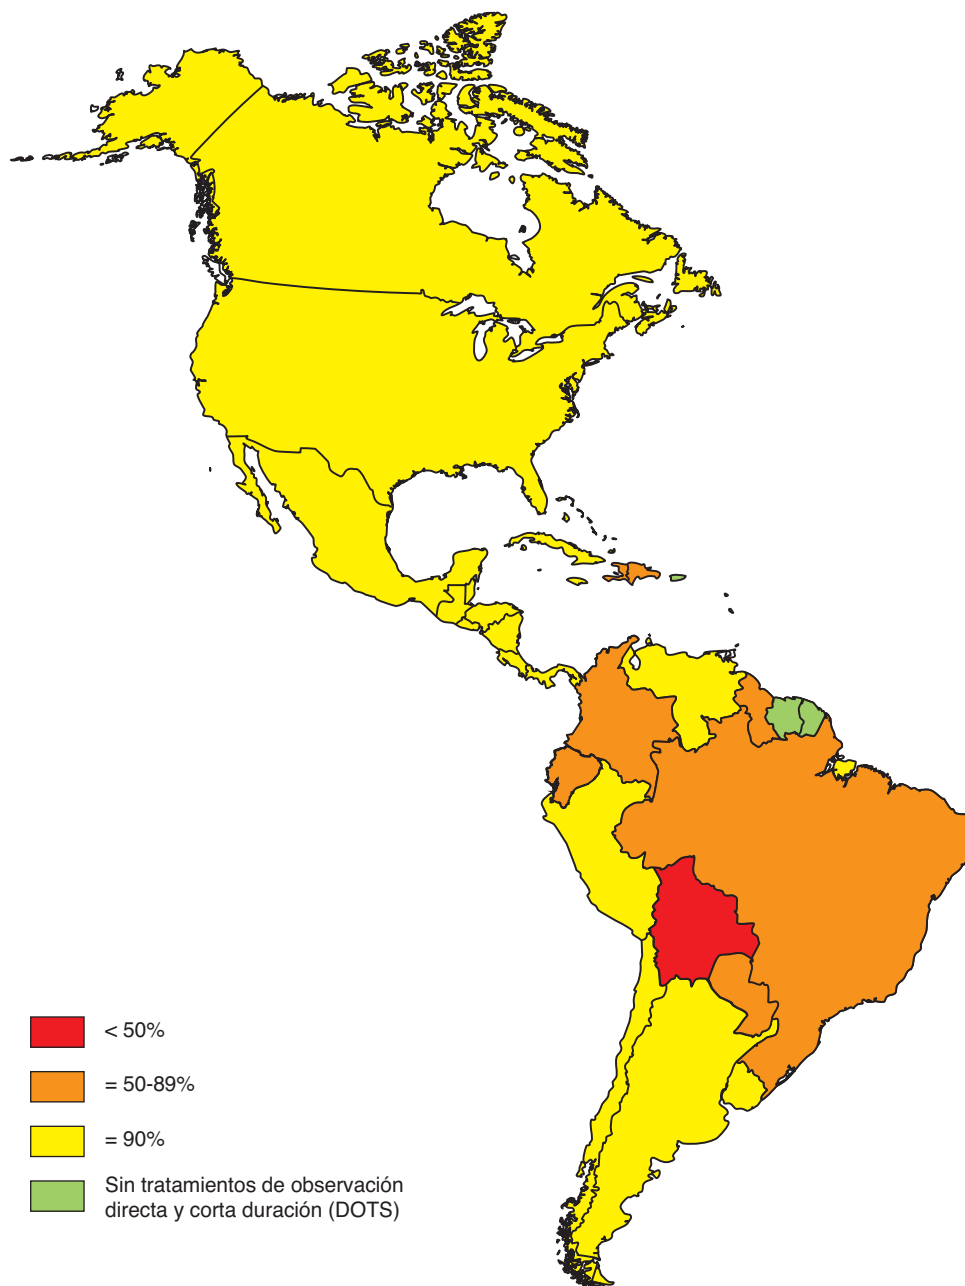 < 50%
= 50-89%
= 90%
Sin tratamientos de observación
directa y corta duración (DOTS)